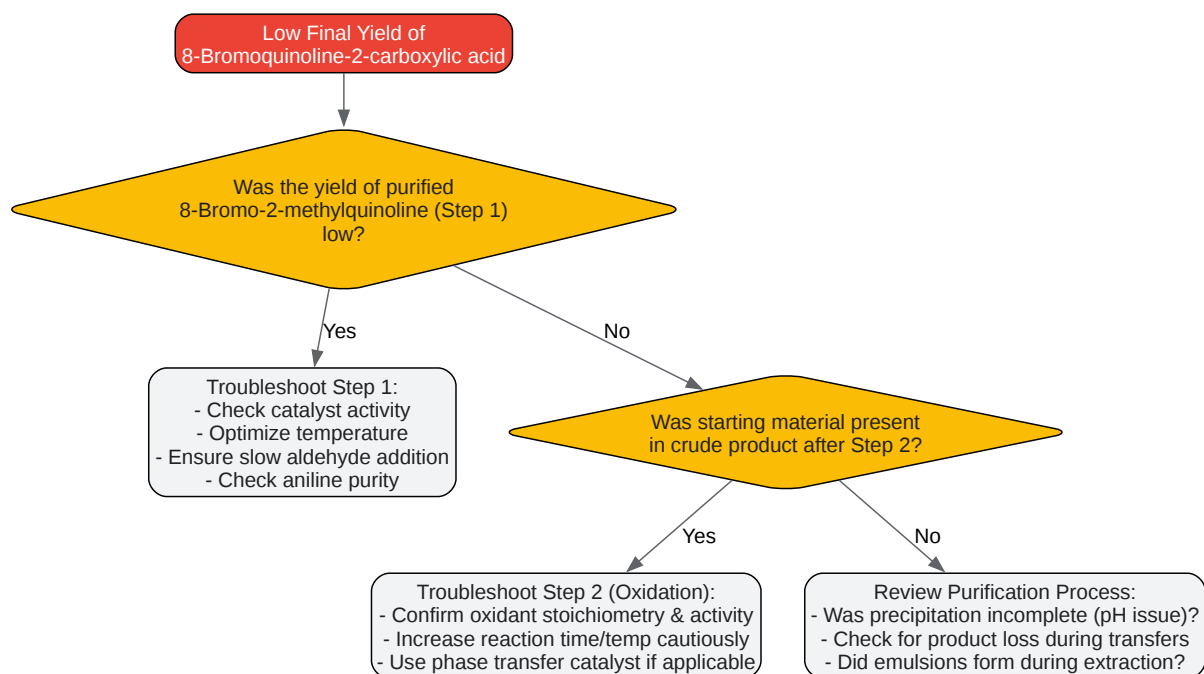 Low Final Yield of
8-Bromoquinoline-2-carboxylic acid
Was the yield of purified
8-Bromo-2-methylquinoline (Step 1)
low?
Yes
No
Troubleshoot Step 1:
- Check catalyst activity
- Optimize temperature
- Ensure slow aldehyde addition
- Check aniline purity
Was starting material present
in crude product after Step 2?
Yes
No
Troubleshoot Step 2 (Oxidation):
- Confirm oxidant stoichiometry & activity
- Increase reaction time/temp cautiously
- Use phase transfer catalyst if applicable
Review Purification Process:
- Was precipitation incomplete (pH issue)?
- Check for product loss during transfers
- Did emulsions form during extraction?